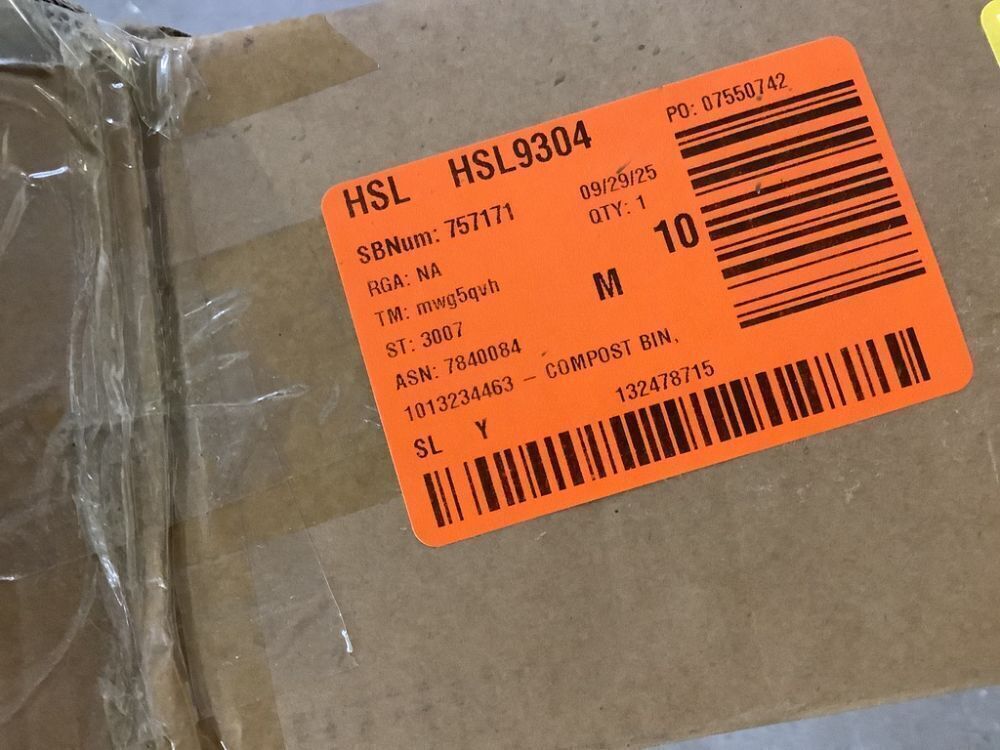 HSL HSL9304
PO: 07550742
SBNum: 757171
09/29/25
RGA: NA
QTY: 1
10
TM: mwg5qvh
M
ST: 3007
ASN: 7840084
1013234463 - COMPOST BIN,
SL Y
132478715